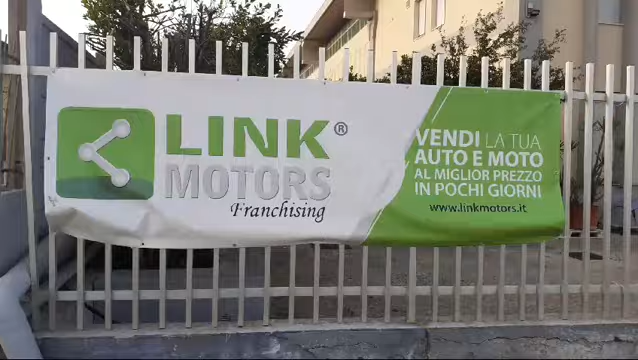 LINK®
MOTORS
Franchising
VENDI LA TUA
AUTO E MOTO
AL MIGLIOR PREZZO
IN POCHI GIORNI
www.linkmotors.it